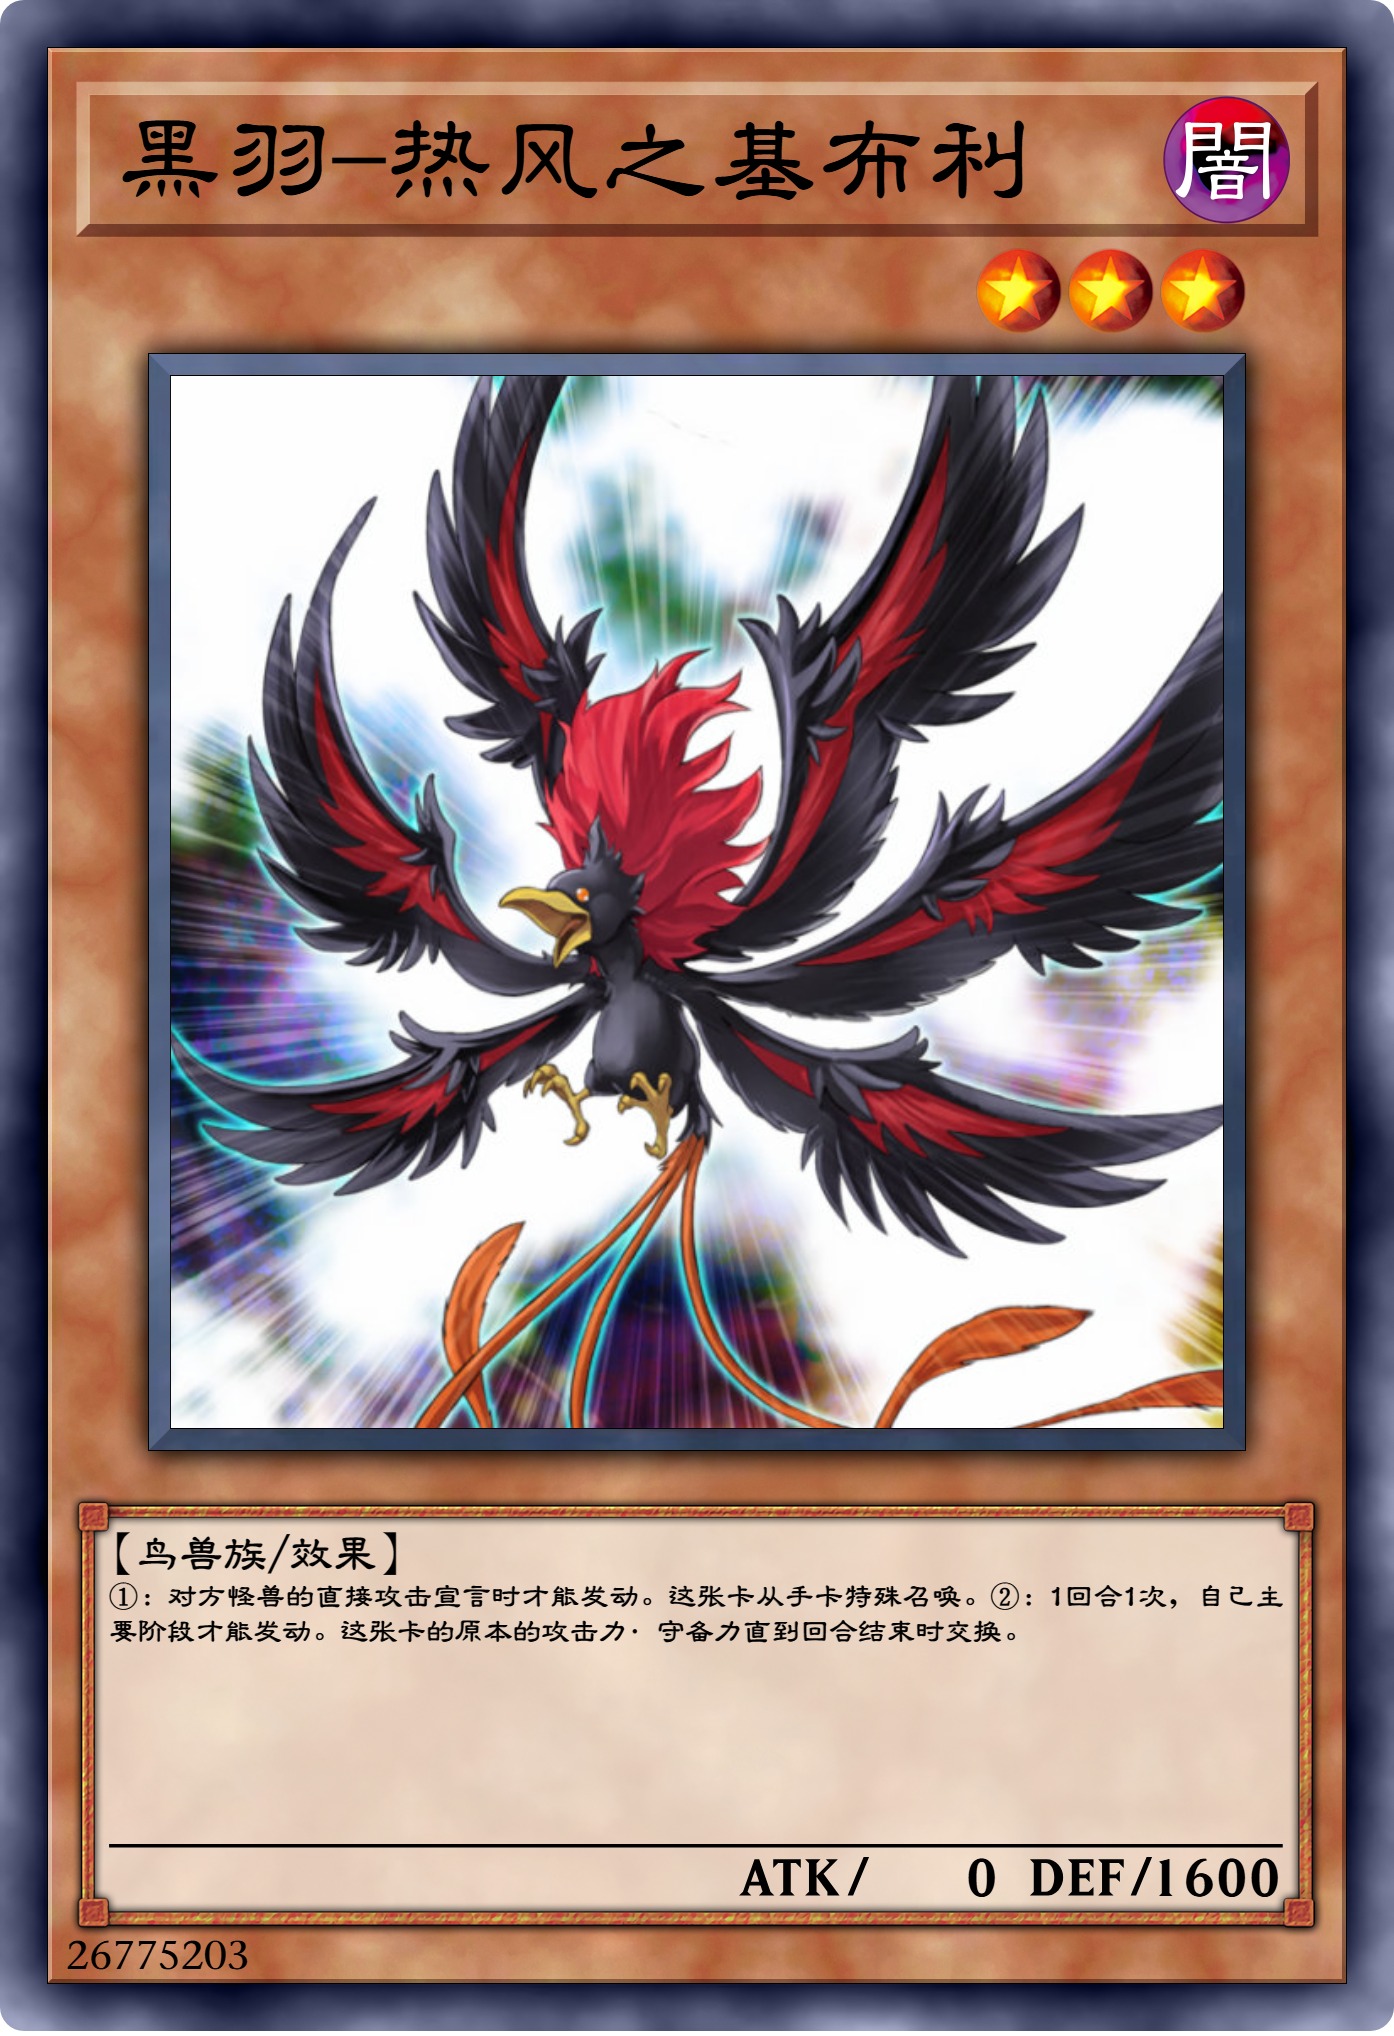 黑羽-热风之基布利
闇
【鸟兽族/效果】
①：对方怪兽的直接攻击宣言时才能发动。这张卡从手卡特殊召唤。②：1回合1次，自己主
要阶段才能发动。这张卡的原本的攻击力·守备力直到回合结束时交换。
ATK/ 0 DEF/1600
26775203